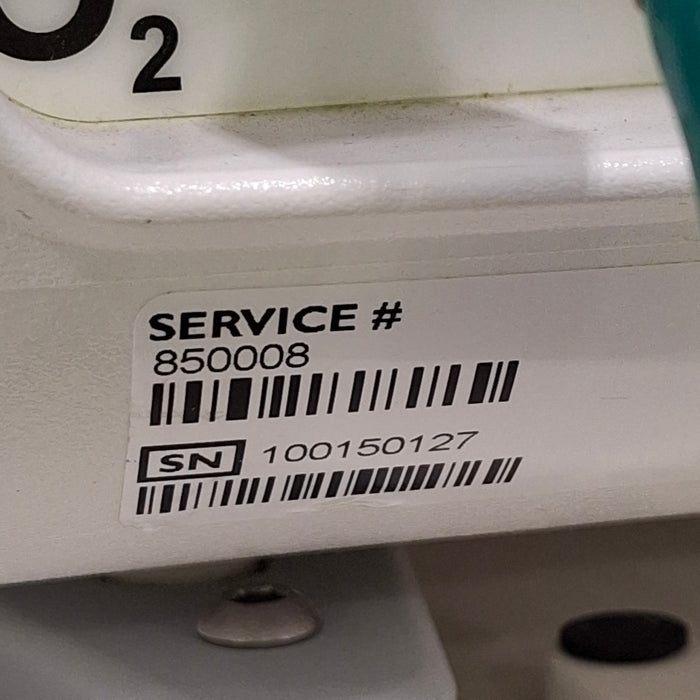 O2
SERVICE #
850008
SN 100150127